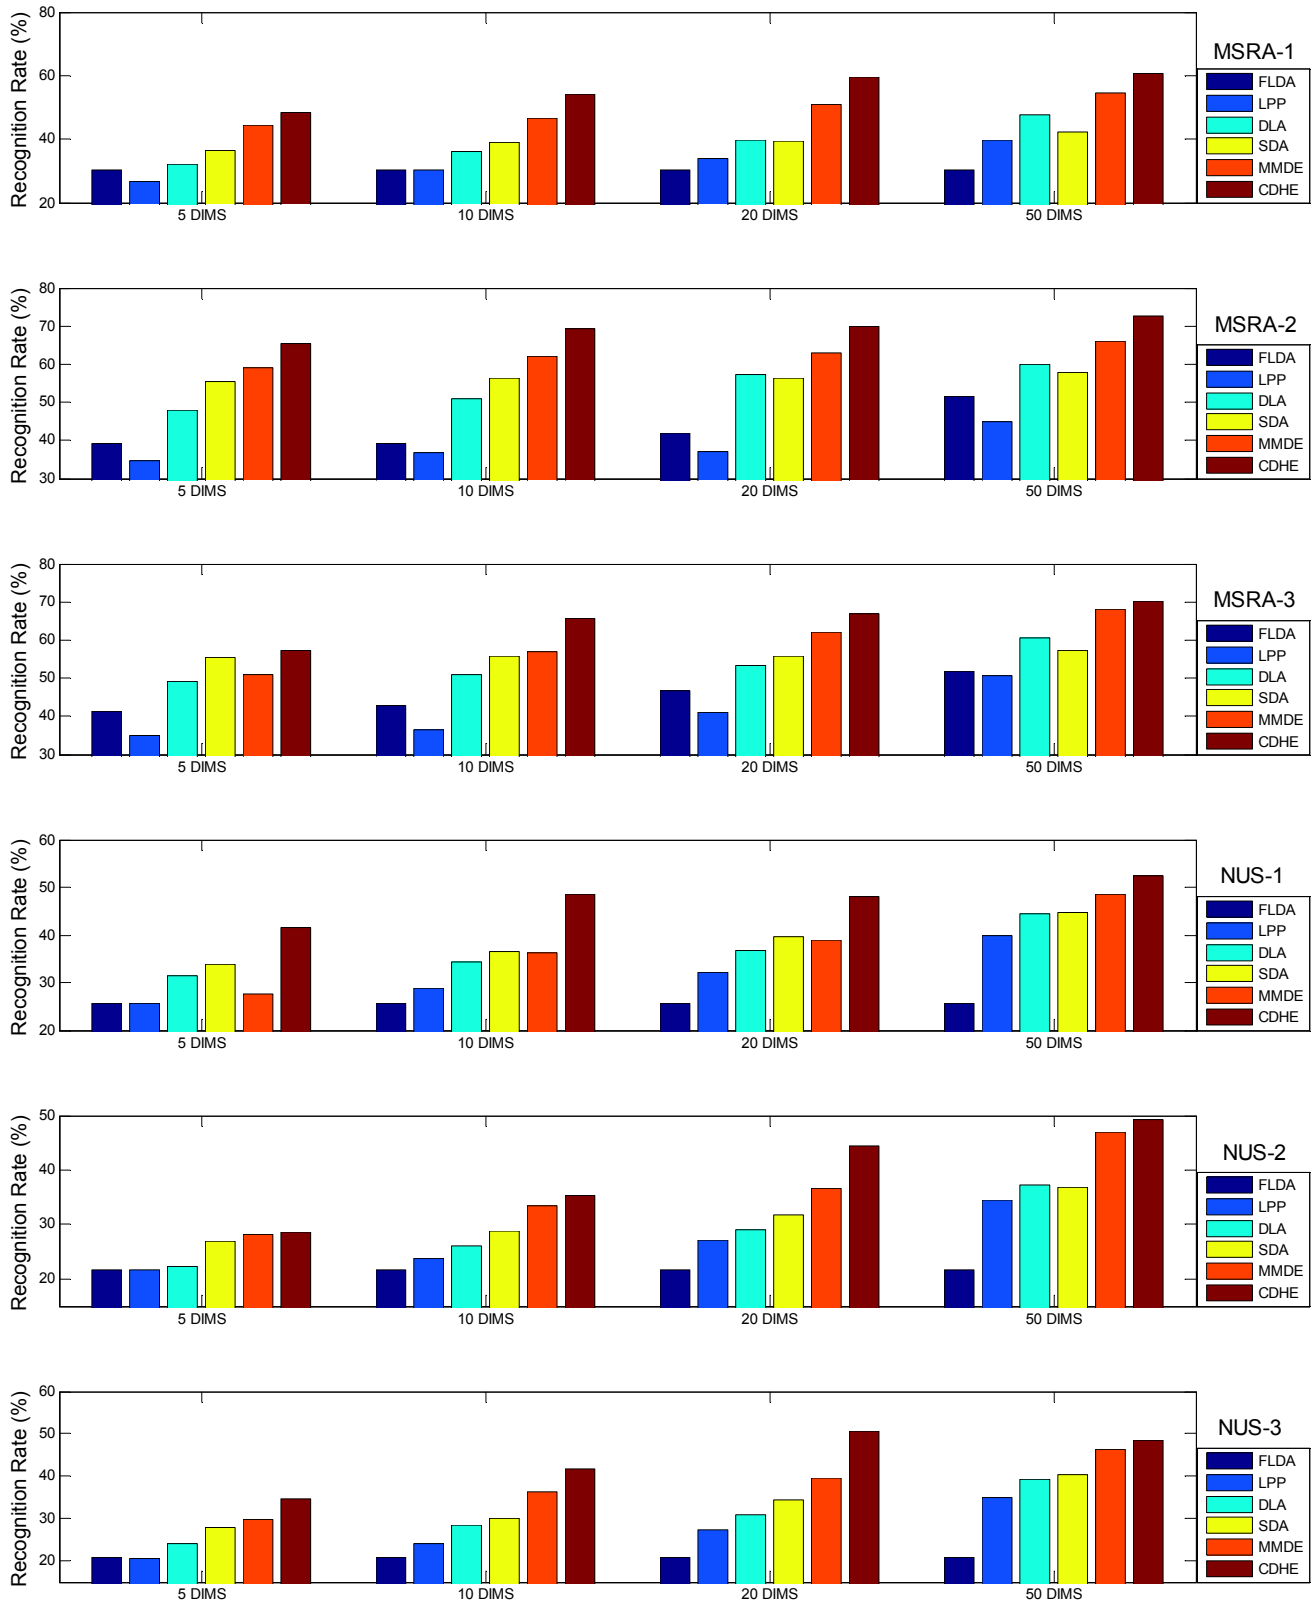 Recognition Rate (%)
80
60
40
20
5 DIMS
10 DIMS
20 DIMS
50 DIMS
MSRA-1
FLDA
LPP
DLA
SDA
MMDE
CDHE
Recognition Rate (%)
80
70
60
50
40
30
5 DIMS
10 DIMS
20 DIMS
50 DIMS
MSRA-2
FLDA
LPP
DLA
SDA
MMDE
CDHE
Recognition Rate (%)
80
70
60
50
40
30
5 DIMS
10 DIMS
20 DIMS
50 DIMS
MSRA-3
FLDA
LPP
DLA
SDA
MMDE
CDHE
Recognition Rate (%)
60
50
40
30
20
5 DIMS
10 DIMS
20 DIMS
50 DIMS
NUS-1
FLDA
LPP
DLA
SDA
MMDE
CDHE
Recognition Rate (%)
50
40
30
20
5 DIMS
10 DIMS
20 DIMS
50 DIMS
NUS-2
FLDA
LPP
DLA
SDA
MMDE
CDHE
Recognition Rate (%)
60
50
40
30
20
5 DIMS
10 DIMS
20 DIMS
50 DIMS
NUS-3
FLDA
LPP
DLA
SDA
MMDE
CDHE